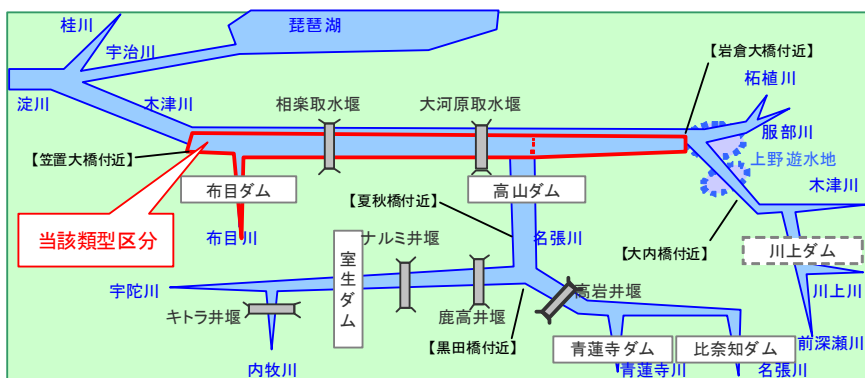 桂川
琵琶湖
宇治川
【岩倉大橋付近】
柘植川
淀川
木津川
相楽取水堰
大河原取水堰
服部川
上野遊水地
【笠置大橋付近】
布目ダム
高山ダム
木津川
【夏秋橋付近】
当該類型区分
布目川
ナルミ井堰
名張川
【大内橋付近】
室生ダム
川上ダム
宇陀川
高岩井堰
川上川
キトラ井堰
鹿高井堰
前深瀬川
【黒田橋付近】
青蓮寺ダム
比奈知ダム
内牧川
青蓮寺川
名張川